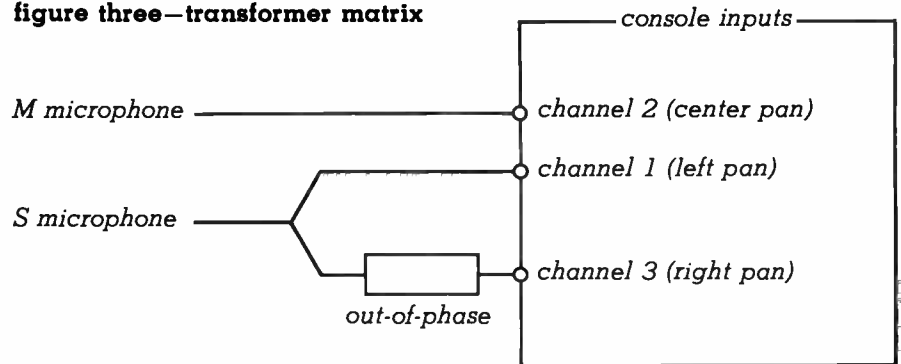 figure three—transformer matrix
console inputs
M microphone
channel 2 (center pan)
channel 1 (left pan)
S microphone
channel 3 (right pan)
out-of-phase